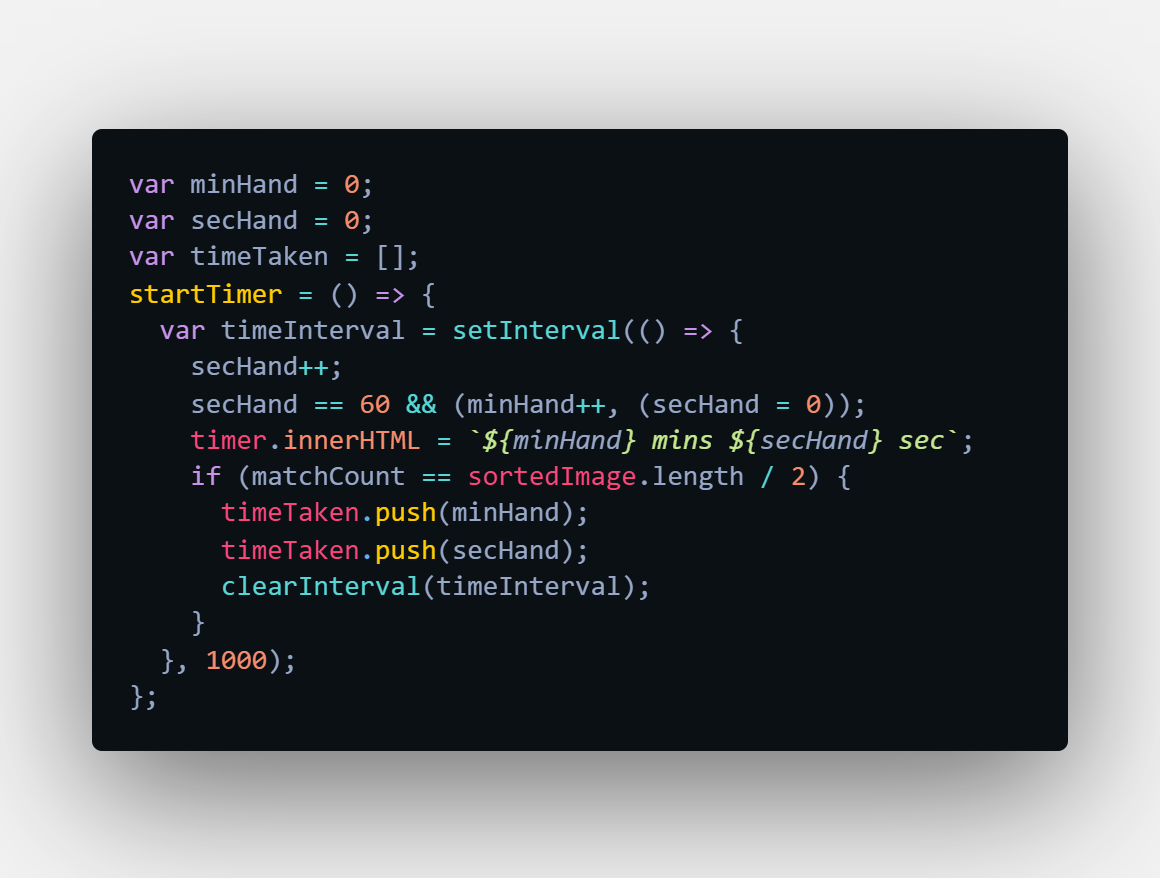 var minHand = 0;
var secHand = 0;
var timeTaken = [];
startTimer = () => {
  var timeInterval = setInterval(() => {
    secHand++;
    secHand == 60 && (minHand++, (secHand = 0));
    timer.innerHTML = `${minHand} mins ${secHand} sec`;
    if (matchCount == sortedImage.length / 2) {
      timeTaken.push(minHand);
      timeTaken.push(secHand);
      clearInterval(timeInterval);
    }
  }, 1000);
};